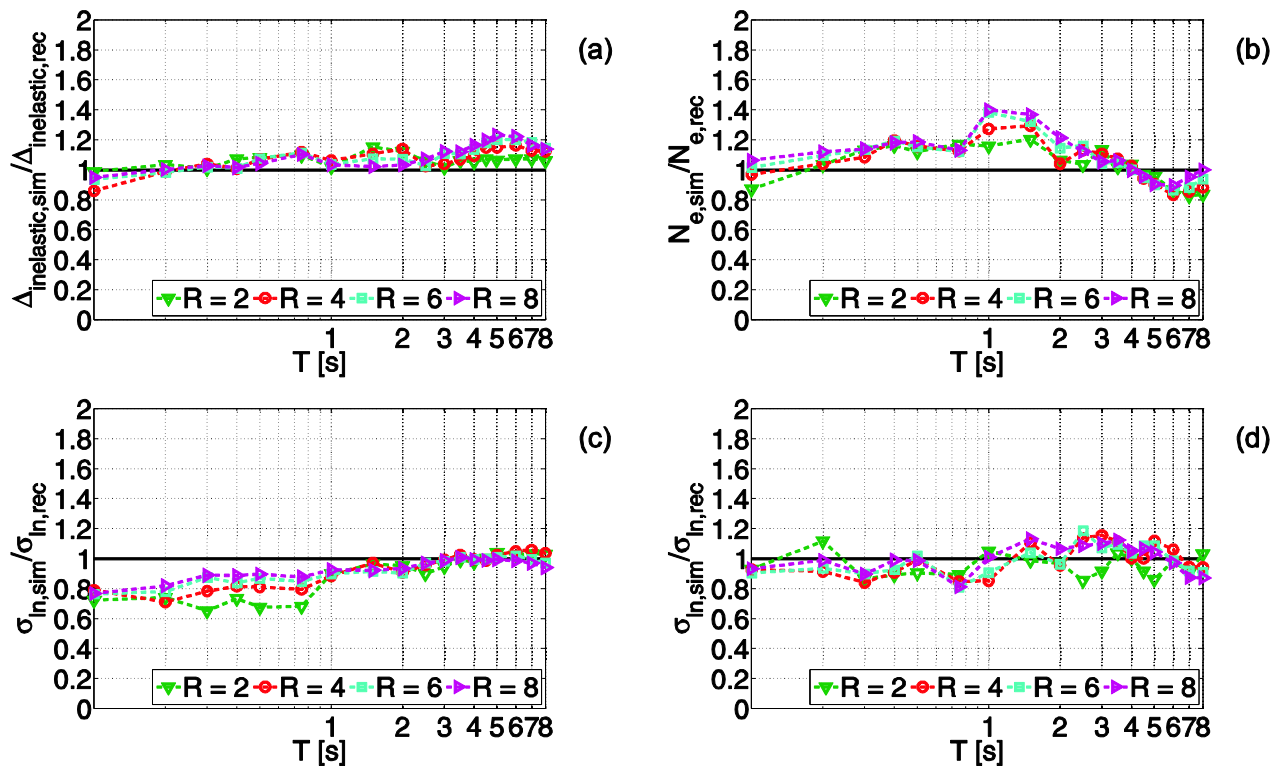 2
1.8
1.6
1.4
1.2
1
0.8
0.6
0.4
0.2
0
Δinelastic,sim/Δinelastic,rec
R = 2 R = 4 R = 6 R = 8
1 2 3 4 5 6 7 8
T [s]
(a)
2
1.8
1.6
1.4
1.2
1
0.8
0.6
0.4
0.2
0
Ne,sim/Ne,rec
R = 2 R = 4 R = 6 R = 8
1 2 3 4 5 6 7 8
T [s]
(b)
2
1.8
1.6
1.4
1.2
1
0.8
0.6
0.4
0.2
0
σln,sim/σln,rec
R = 2 R = 4 R = 6 R = 8
1 2 3 4 5 6 7 8
T [s]
(c)
2
1.8
1.6
1.4
1.2
1
0.8
0.6
0.4
0.2
0
σln,sim/σln,rec
R = 2 R = 4 R = 6 R = 8
1 2 3 4 5 6 7 8
T [s]
(d)